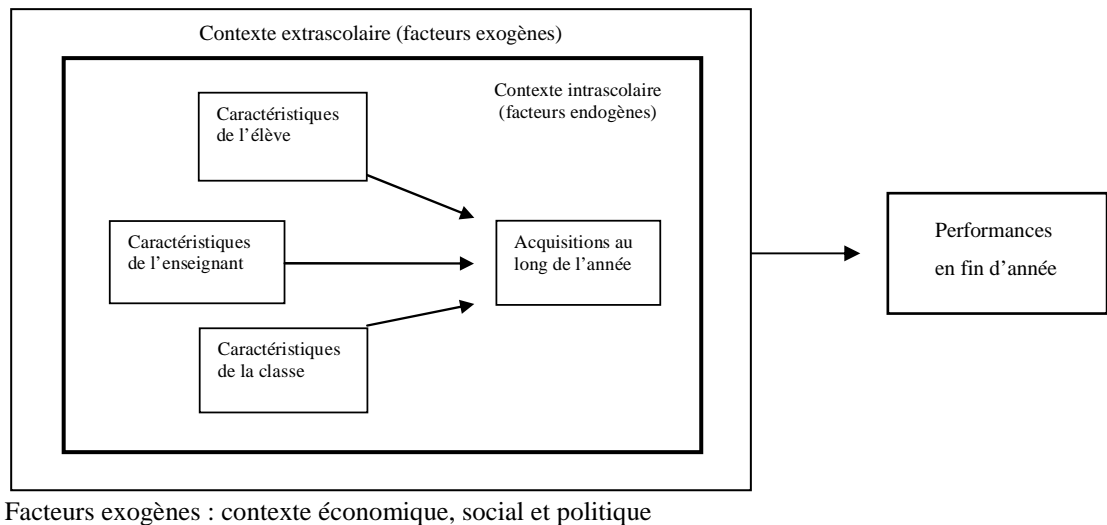 Contexte extrascolaire (facteurs exogènes)
Contexte intrascolaire
(facteurs endogènes)
Caractéristiques
de l’élève
Caractéristiques
de l’enseignant
Acquisitions au
long de l’année
Caractéristiques
de la classe
Performances
en fin d’année
Facteurs exogènes : contexte économique, social et politique